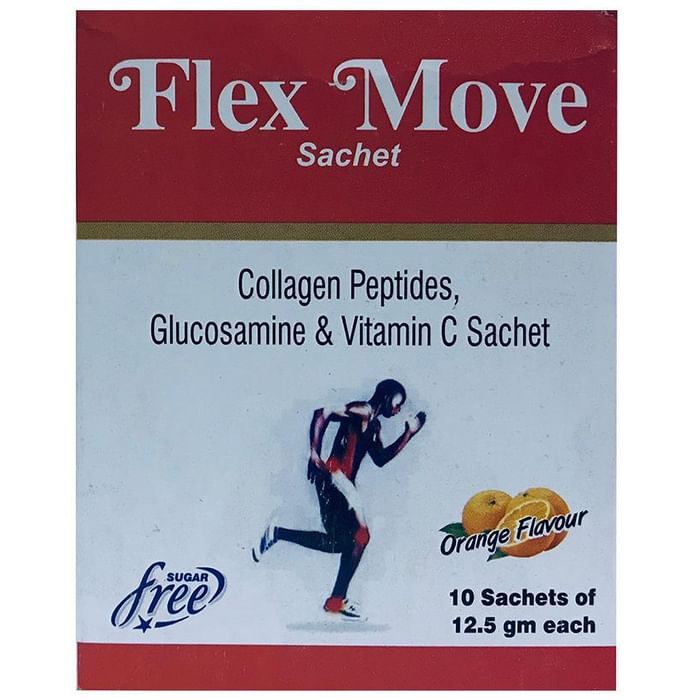 Flex Move
Sachet
Collagen Peptides,
Glucosamine & Vitamin C Sachet
Orange Flavour
SUGAR
free
10 Sachets of
12.5 gm each